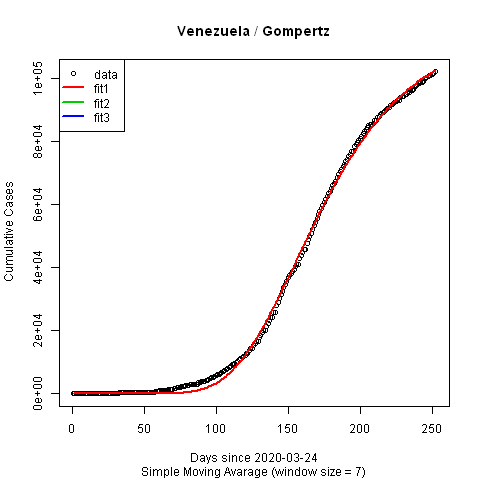 Venezuela / Gompertz
data
fit1
fit2
fit3
Cumulative Cases
1e+05
8e+04
6e+04
4e+04
2e+04
0e+00
0 50 100 150 200 250
Days since 2020-03-24
Simple Moving Avarage (window size = 7)